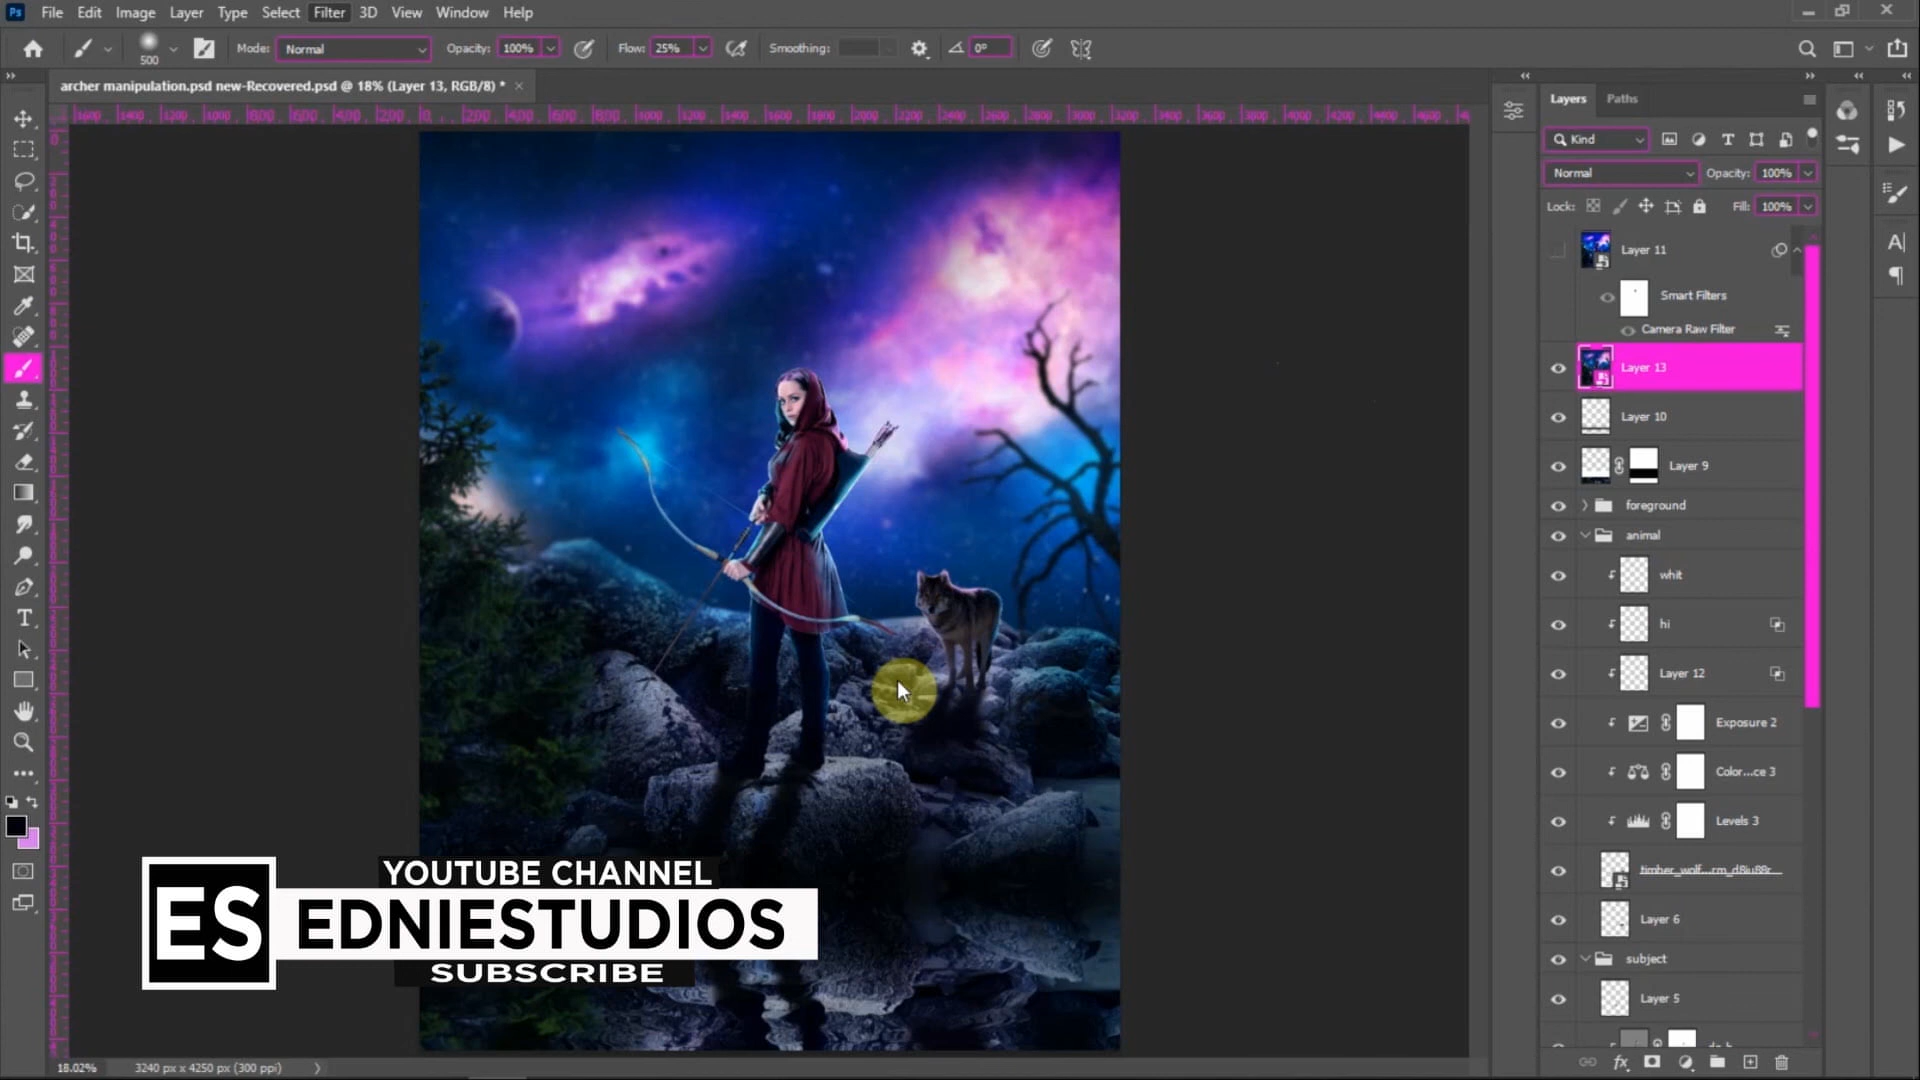 Ps File Edit Image Layer Type Select Filter 3D View Window Help
500 Mode: Normal Opacity: 100% Flow: 25% Smoothing: 0°
archer manipulation.psd new-Recovered.psd @ 18% (Layer 13, RGB/8) * ×
Layers Paths
Kind
Normal Opacity: 100%
Lock: Fill: 100%
Layer 11
Smart Filters
Camera Raw Filter
Layer 13
Layer 10
Layer 9
foreground
animal
whit
hi
Layer 12
Exposure 2
Color...ce 3
Levels 3
Layer 6
subject
Layer 5
YOUTUBE CHANNEL
ES EDNIESTUDIOS
SUBSCRIBE
18.02% 3240 px x 4250 px (300 ppi)